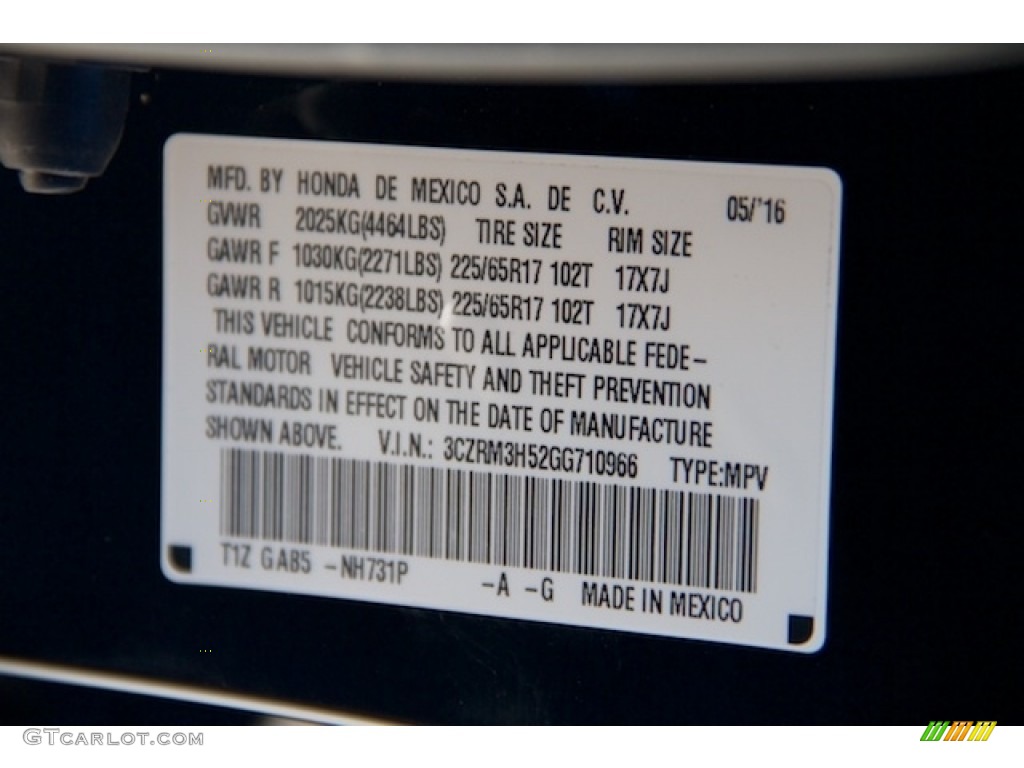 MFD. BY HONDA DE MEXICO S.A. DE C.V. 05/'16
GVWR 2025KG(4464LBS) TIRE SIZE RIM SIZE
GAWR F 1030KG(2271LBS) 225/65R17 102T 17X7J
GAWR R 1015KG(2238LBS) 225/65R17 102T 17X7J
THIS VEHICLE CONFORMS TO ALL APPLICABLE FEDE-
RAL MOTOR VEHICLE SAFETY AND THEFT PREVENTION
STANDARDS IN EFFECT ON THE DATE OF MANUFACTURE
SHOWN ABOVE. V.I.N.: 3CZRM3H52GG710966 TYPE:MPV
T1Z GAB5 -NH731P -A -G MADE IN MEXICO
GTCARLOT.COM